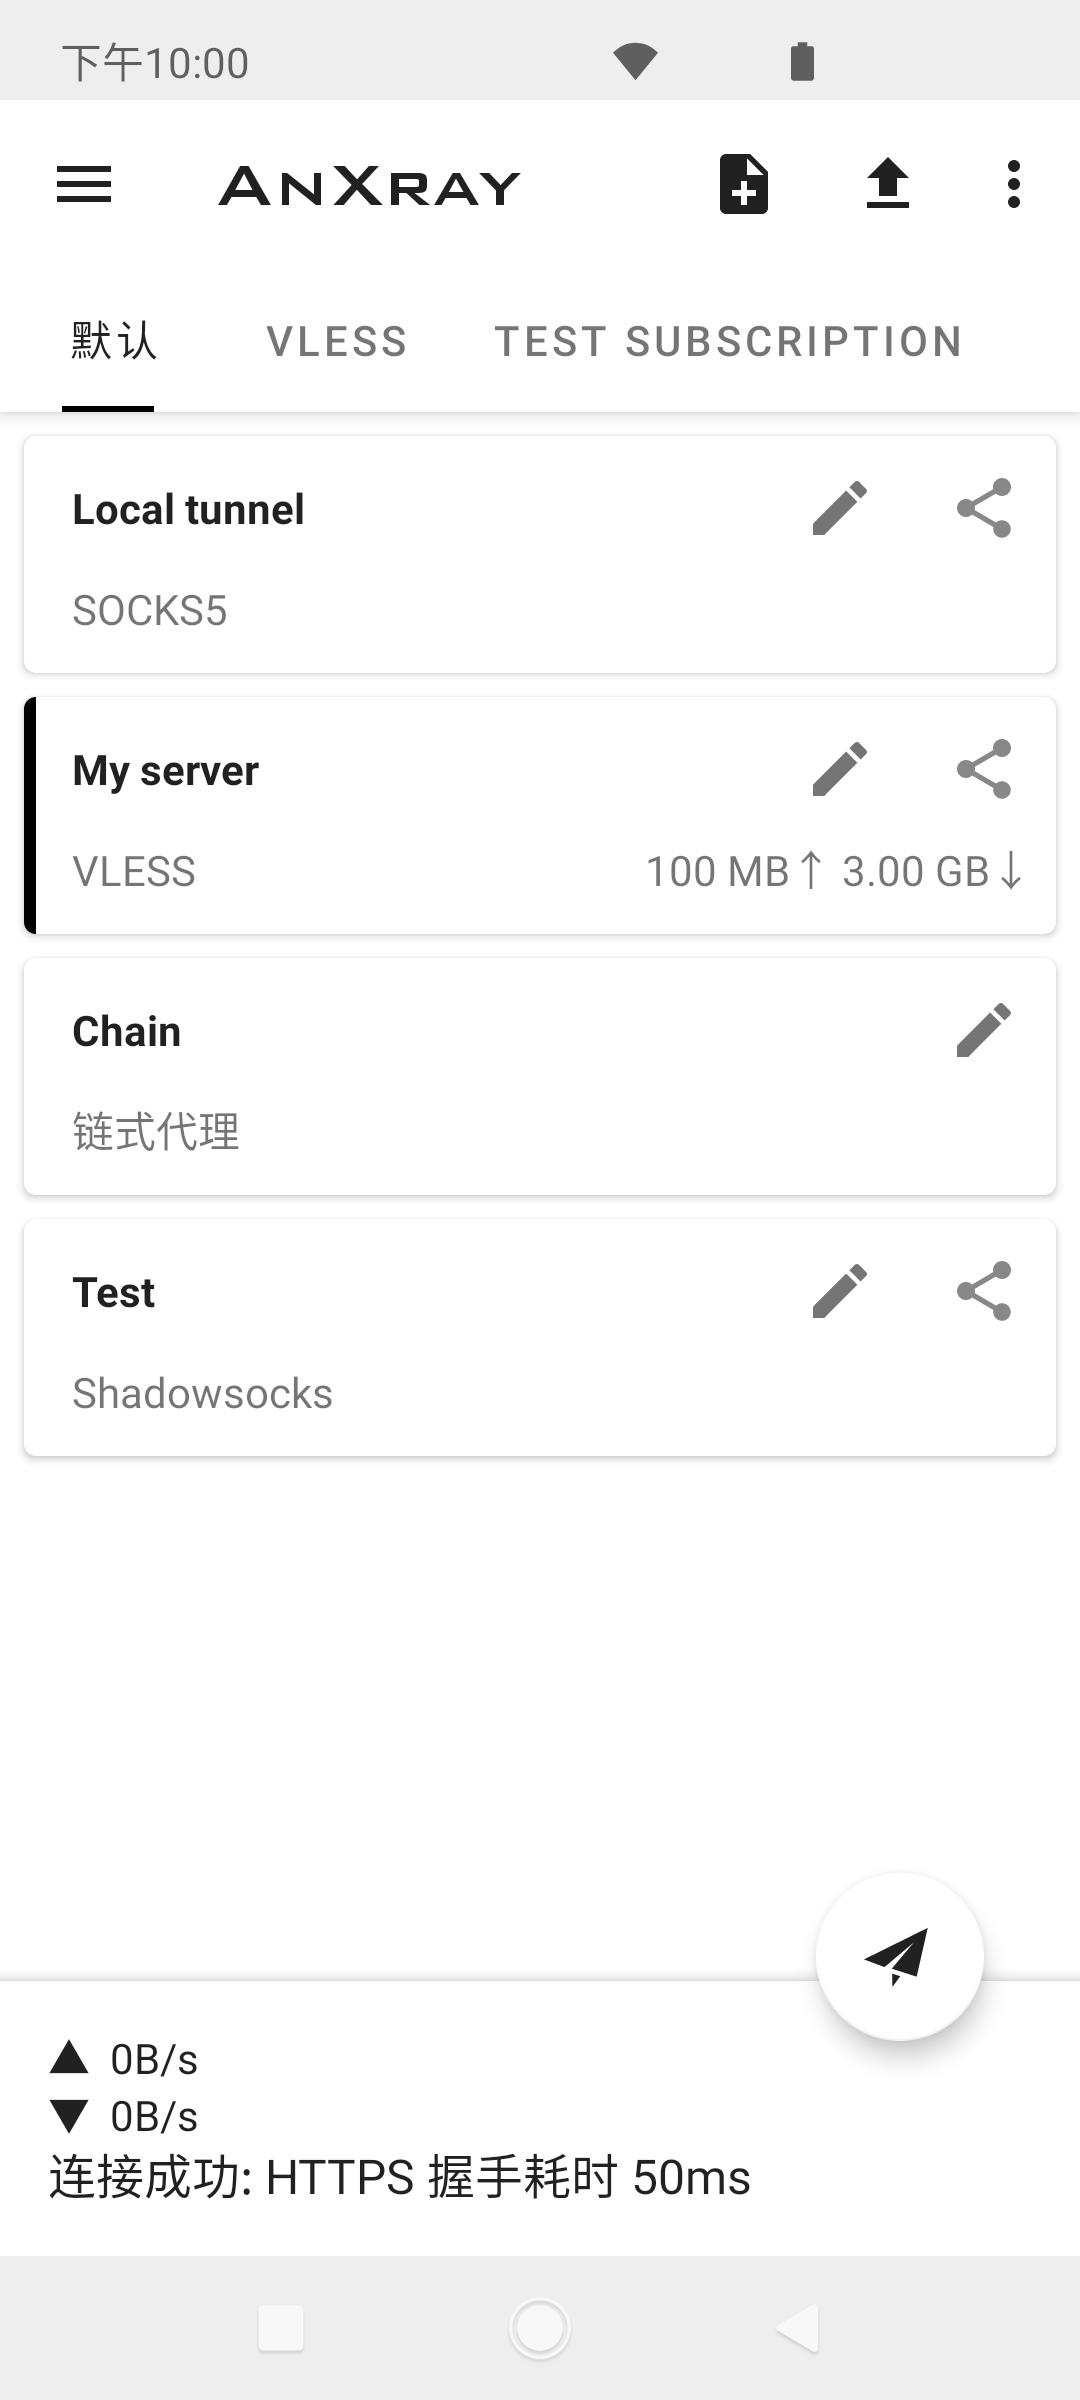 下午10:00
ANXRAY
默认 VLESS TEST SUBSCRIPTION
Local tunnel
SOCKS5
My server
VLESS 100 MB↑ 3.00 GB↓
Chain
链式代理
Test
Shadowsocks
▲ 0B/s
▼ 0B/s
连接成功: HTTPS 握手耗时 50ms